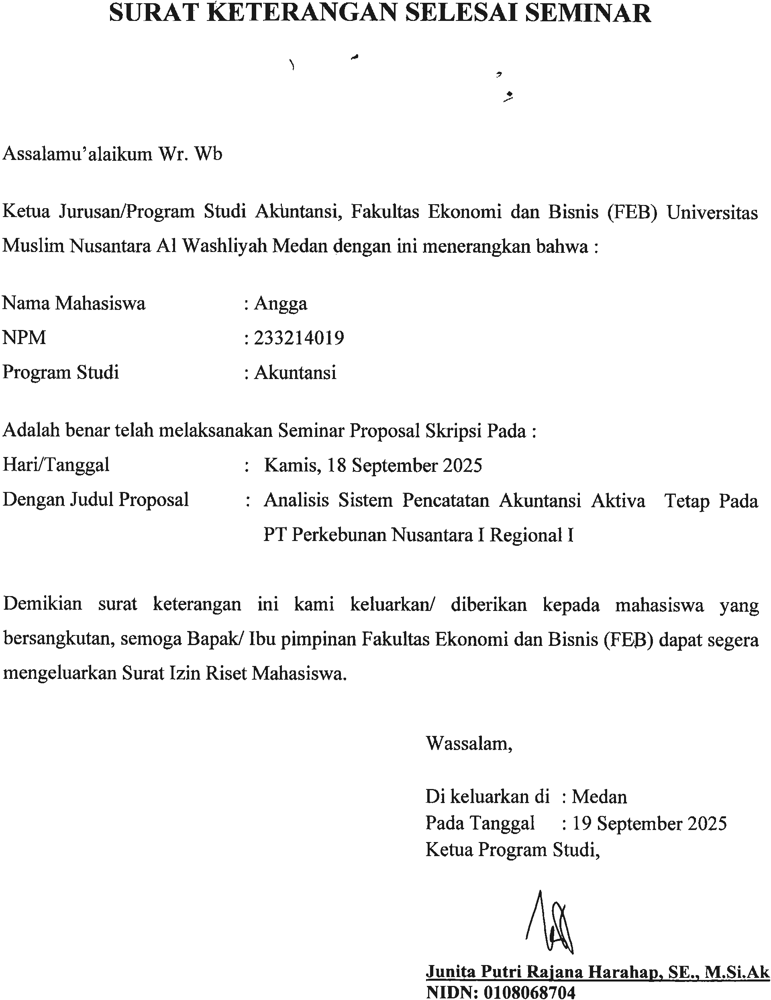 SURAT KETERANGAN SELESAI SEMINAR
Assalamu'alaikum Wr. Wb
Ketua Jurusan/Program Studi Akuntansi, Fakultas Ekonomi dan Bisnis (FEB) Universitas
Muslim Nusantara Al Washliyah Medan dengan ini menerangkan bahwa :
Nama Mahasiswa : Angga
NPM : 233214019
Program Studi : Akuntansi
Adalah benar telah melaksanakan Seminar Proposal Skripsi Pada :
Hari/Tanggal : Kamis, 18 September 2025
Dengan Judul Proposal : Analisis Sistem Pencatatan Akuntansi Aktiva Tetap Pada
PT Perkebunan Nusantara I Regional I
Demikian surat keterangan ini kami keluarkan/ diberikan kepada mahasiswa yang
bersangkutan, semoga Bapak/ Ibu pimpinan Fakultas Ekonomi dan Bisnis (FEB) dapat segera
mengeluarkan Surat Izin Riset Mahasiswa.
Wassalam,
Di keluarkan di : Medan
Pada Tanggal : 19 September 2025
Ketua Program Studi,
Junita Putri Rajana Harahap, SE., M.Si.Ak
NIDN: 0108068704